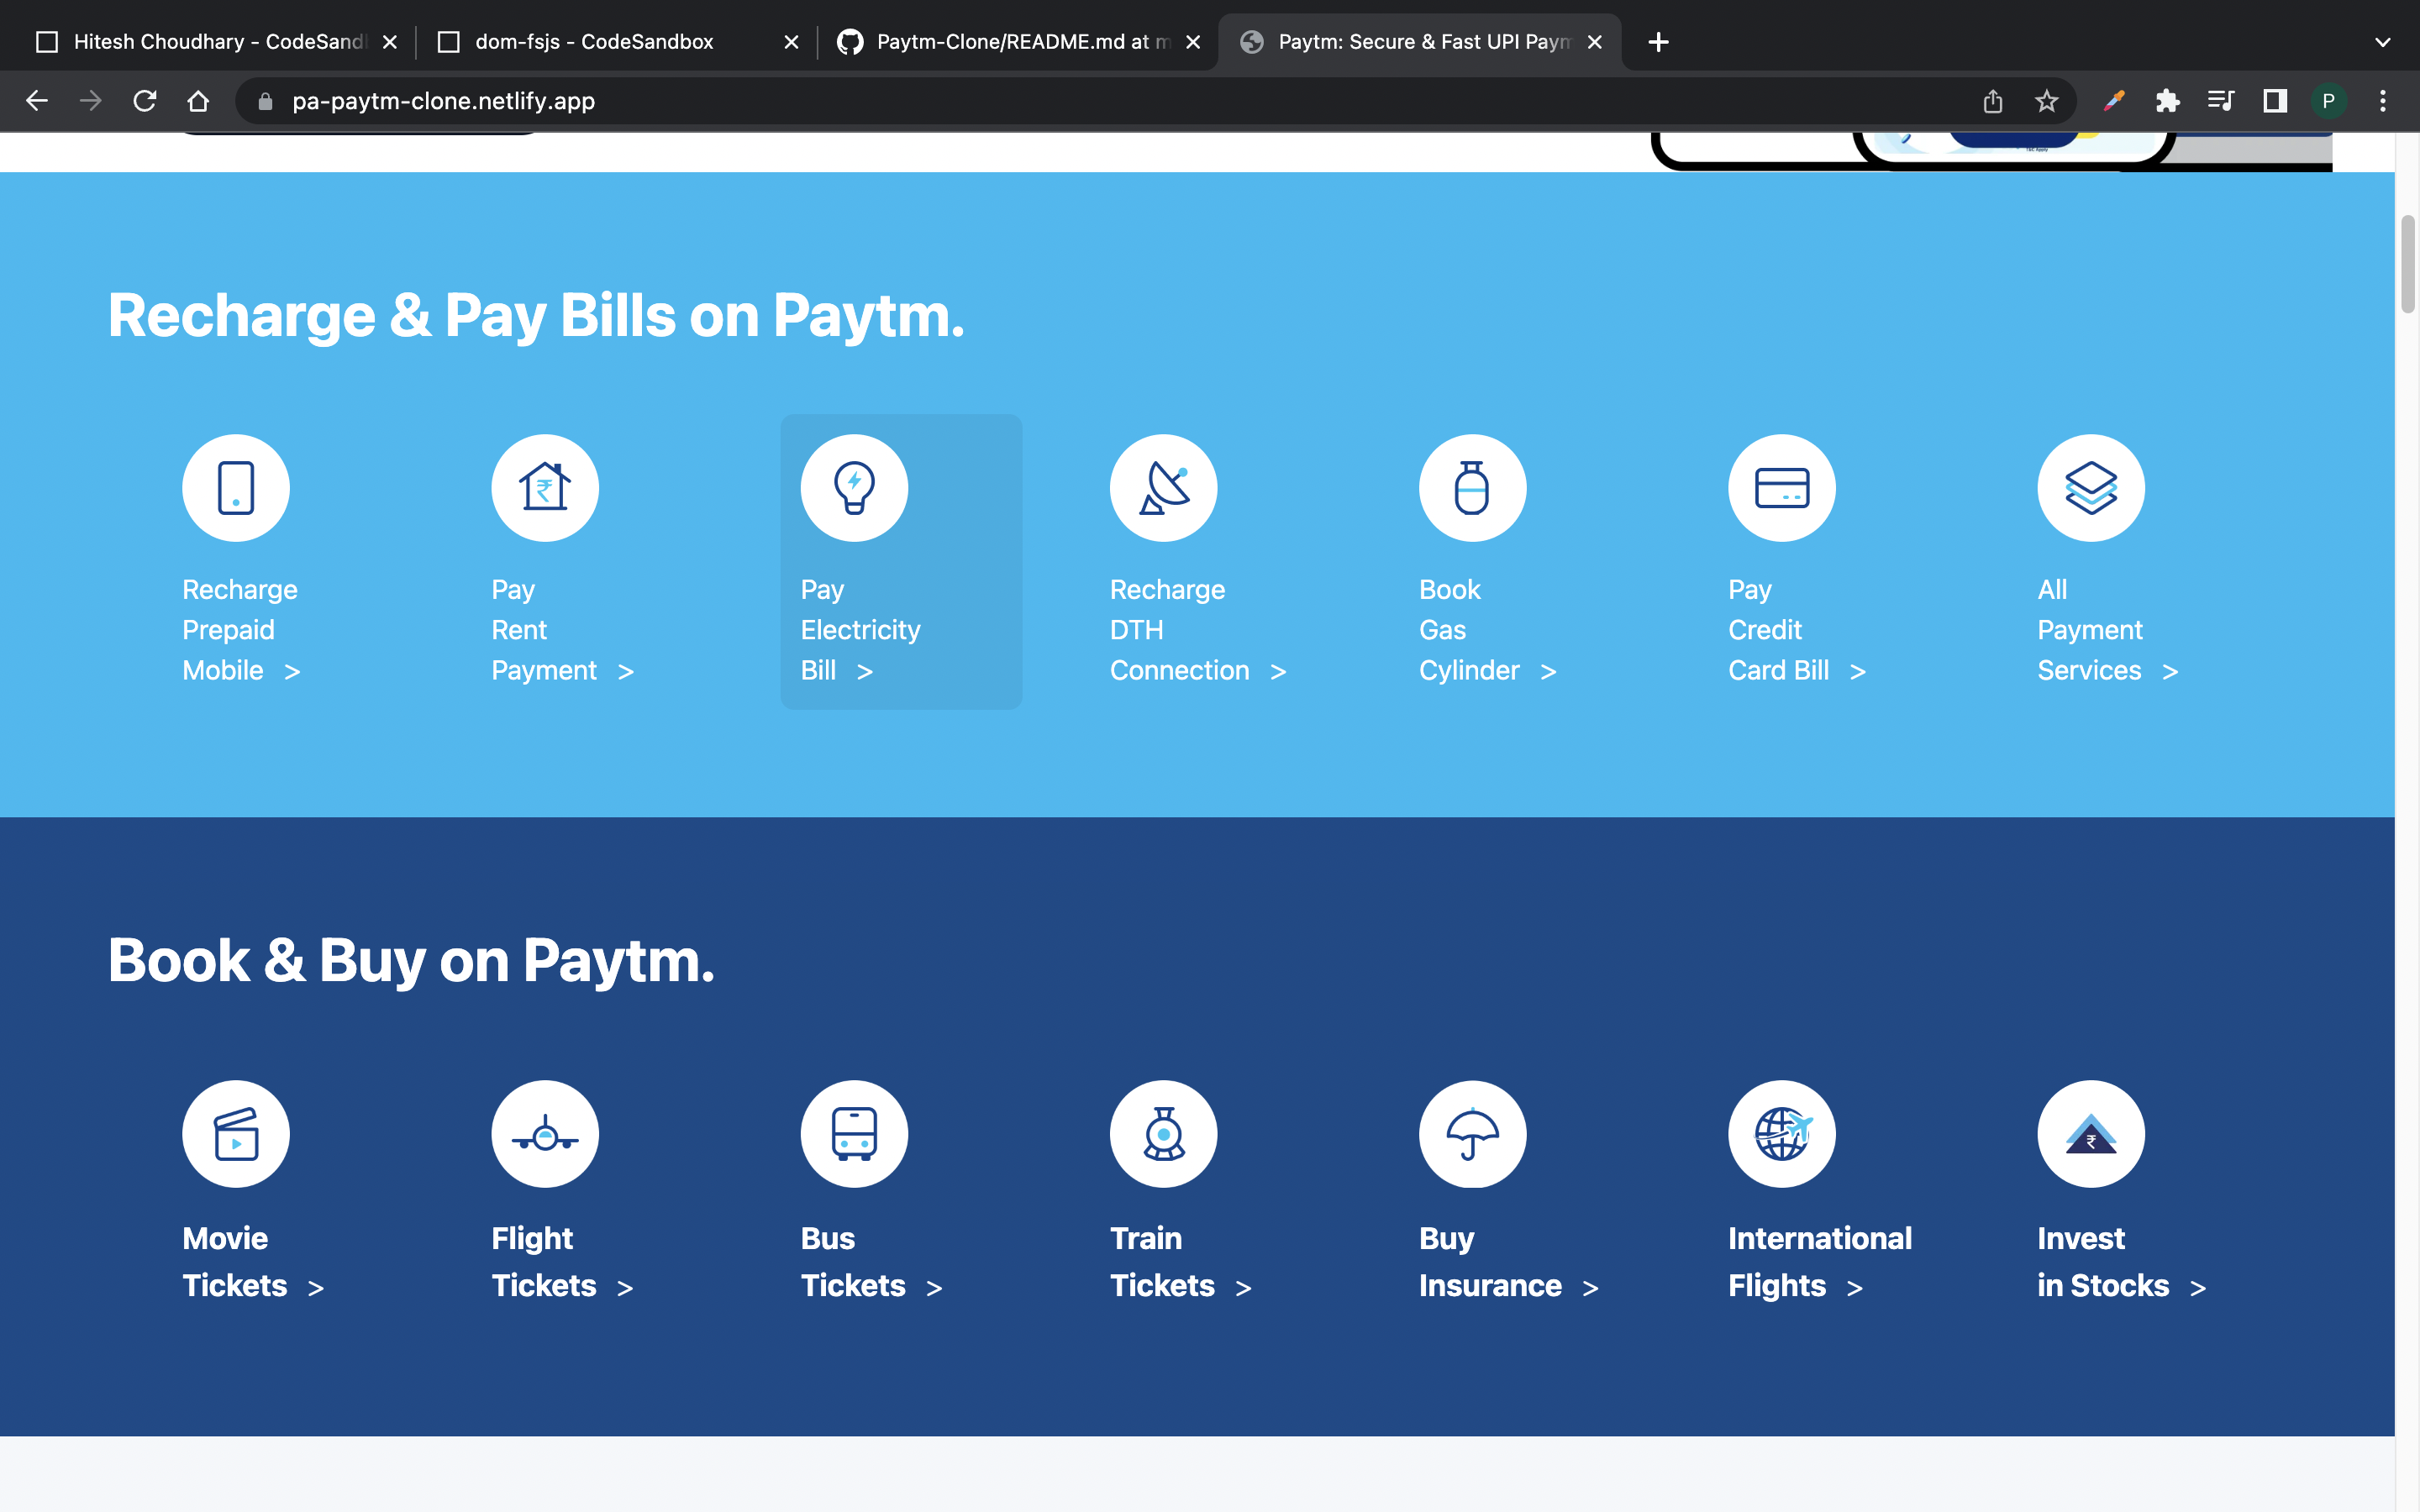 Hitesh Choudhary - CodeSand
dom-fsjs - CodeSandbox
Paytm-Clone/README.md at m
Paytm: Secure & Fast UPI Paym
pa-paytm-clone.netlify.app
P
Recharge & Pay Bills on Paytm.
Recharge
Prepaid
Mobile >
Pay
Rent
Payment >
Pay
Electricity
Bill >
Recharge
DTH
Connection >
Book
Gas
Cylinder >
Pay
Credit
Card Bill >
All
Payment
Services >
Book & Buy on Paytm.
Movie
Tickets >
Flight
Tickets >
Bus
Tickets >
Train
Tickets >
Buy
Insurance >
International
Flights >
Invest
in Stocks >